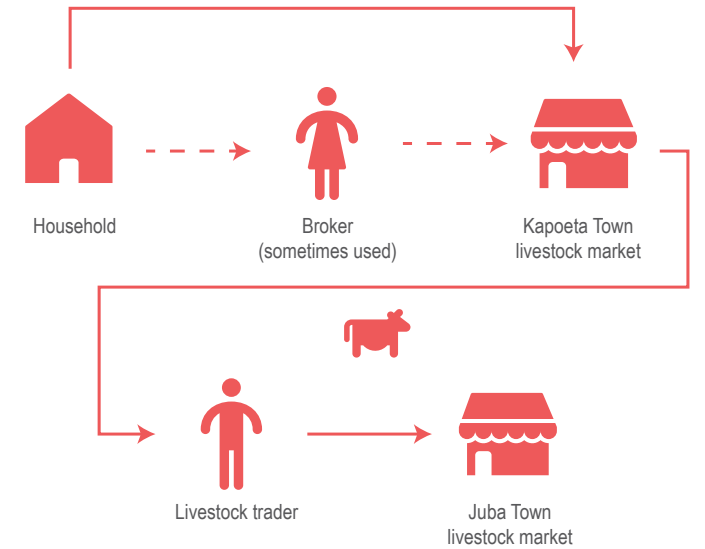 Household
Broker
(sometimes used)
Kapoeta Town
livestock market
Livestock trader
Juba Town
livestock market